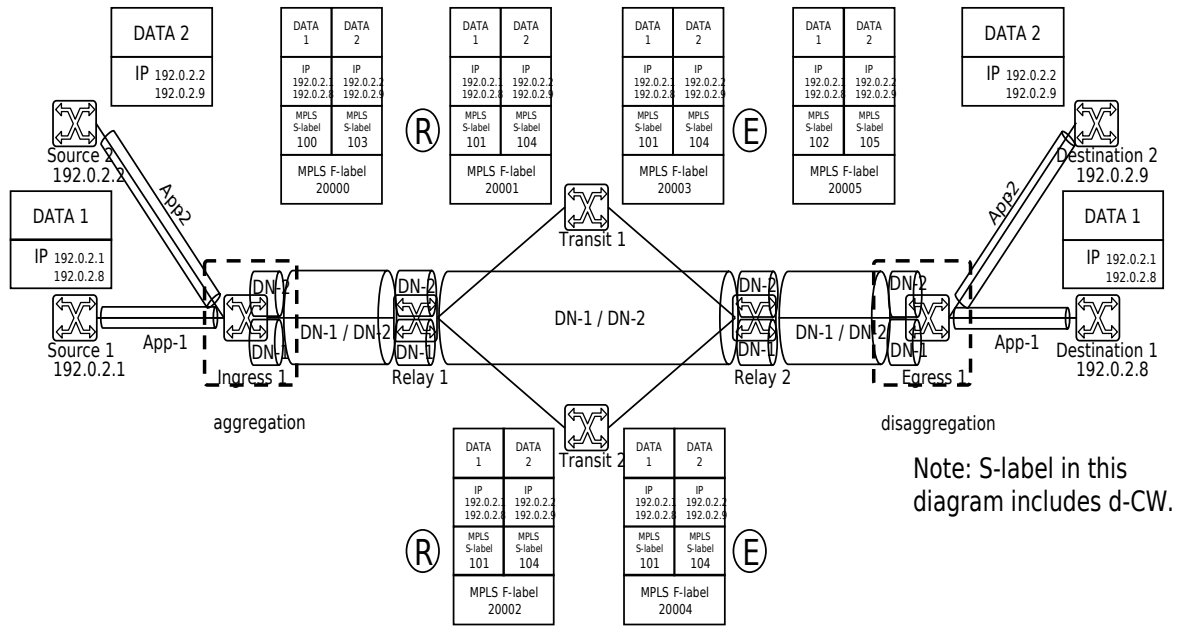 DATA 2
IP 192.0.2.2
192.0.2.9
DATA 1
DATA 2
IP 192.0.2.1 192.0.2.8
IP 192.0.2.2 192.0.2.9
MPLS S-label 100
MPLS S-label 103
MPLS F-label
20000
R
DATA 1
DATA 2
IP 192.0.2.1 192.0.2.8
IP 192.0.2.2 192.0.2.9
MPLS S-label 101
MPLS S-label 104
MPLS F-label
20001
DATA 1
DATA 2
IP 192.0.2.1 192.0.2.8
IP 192.0.2.2 192.0.2.9
MPLS S-label 101
MPLS S-label 104
MPLS F-label
20003
E
DATA 1
DATA 2
IP 192.0.2.1 192.0.2.8
IP 192.0.2.2 192.0.2.9
MPLS S-label 102
MPLS S-label 105
MPLS F-label
20005
DATA 2
IP 192.0.2.2
192.0.2.9
Source 2
192.0.2.2
App2
Destination 2
192.0.2.9
App2
DATA 1
IP 192.0.2.1
192.0.2.8
DATA 1
IP 192.0.2.1
192.0.2.8
Transit 1
Source 1
192.0.2.1
App-1
DN-2
DN-1
Ingress 1
DN-1 / DN-2
DN-2
DN-1
Relay 1
DN-1 / DN-2
DN-2
DN-1
Relay 2
DN-1 / DN-2
DN-2
DN-1
Egress 1
App-1
Destination 1
192.0.2.8
aggregation
disaggregation
Transit 2
R
DATA 1
DATA 2
IP 192.0.2.1 192.0.2.8
IP 192.0.2.2 192.0.2.9
MPLS S-label 101
MPLS S-label 104
MPLS F-label
20002
DATA 1
DATA 2
IP 192.0.2.1 192.0.2.8
IP 192.0.2.2 192.0.2.9
MPLS S-label 101
MPLS S-label 104
MPLS F-label
20004
E
Note: S-label in this
diagram includes d-CW.